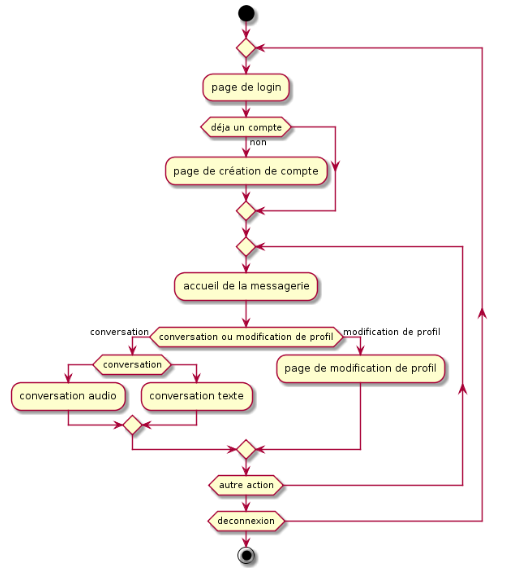 page de login
déja un compte
non
page de création de compte
accueil de la messagerie
conversation
conversation ou modification de profil
modification de profil
conversation
page de modification de profil
conversation audio
conversation texte
autre action
deconnexion